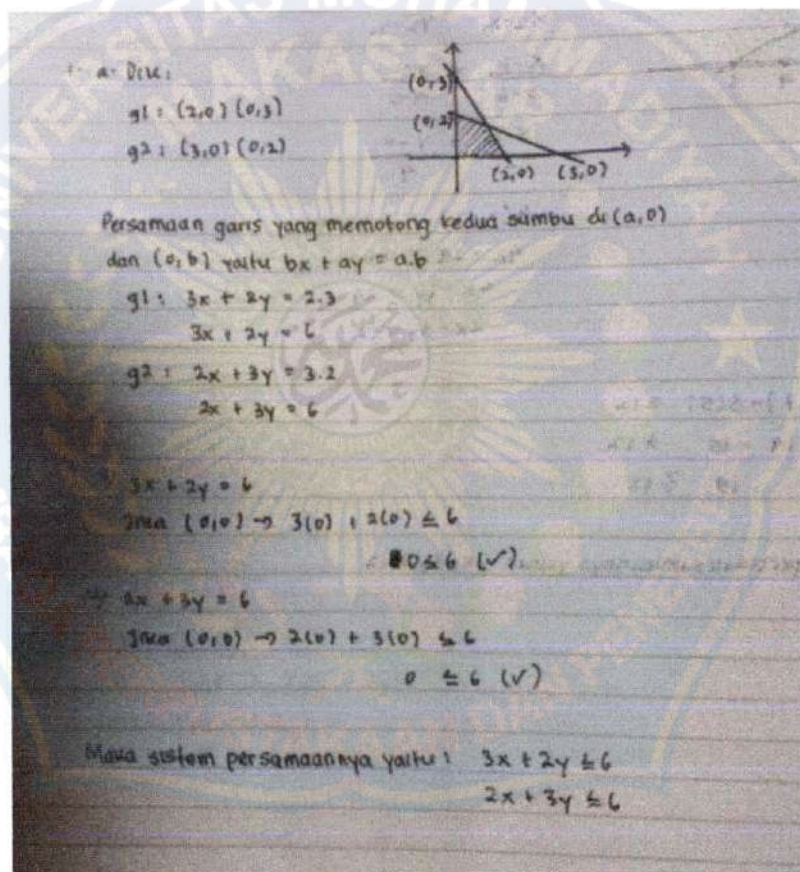 a. Dik:
g1 : (2,0) (0,3)
g2 : (3,0) (0,2)
(0,3)
(0,2)
(2,0) (3,0)
Persamaan garis yang memotong kedua sumbu di (a,0)
dan (0,b) yaitu bx + ay = a.b
g1 : 3x + 2y = 2.3
3x + 2y = 6
g2 : 2x + 3y = 3.2
2x + 3y = 6
3x + 2y = 6
Jika (0,0) → 3(0) + 2(0) ≤ 6
0 ≤ 6 (√)
2x + 3y = 6
Jika (0,0) → 2(0) + 3(0) ≤ 6
0 ≤ 6 (√)
Maka sistem persamaannya yaitu : 3x + 2y ≤ 6
2x + 3y ≤ 6